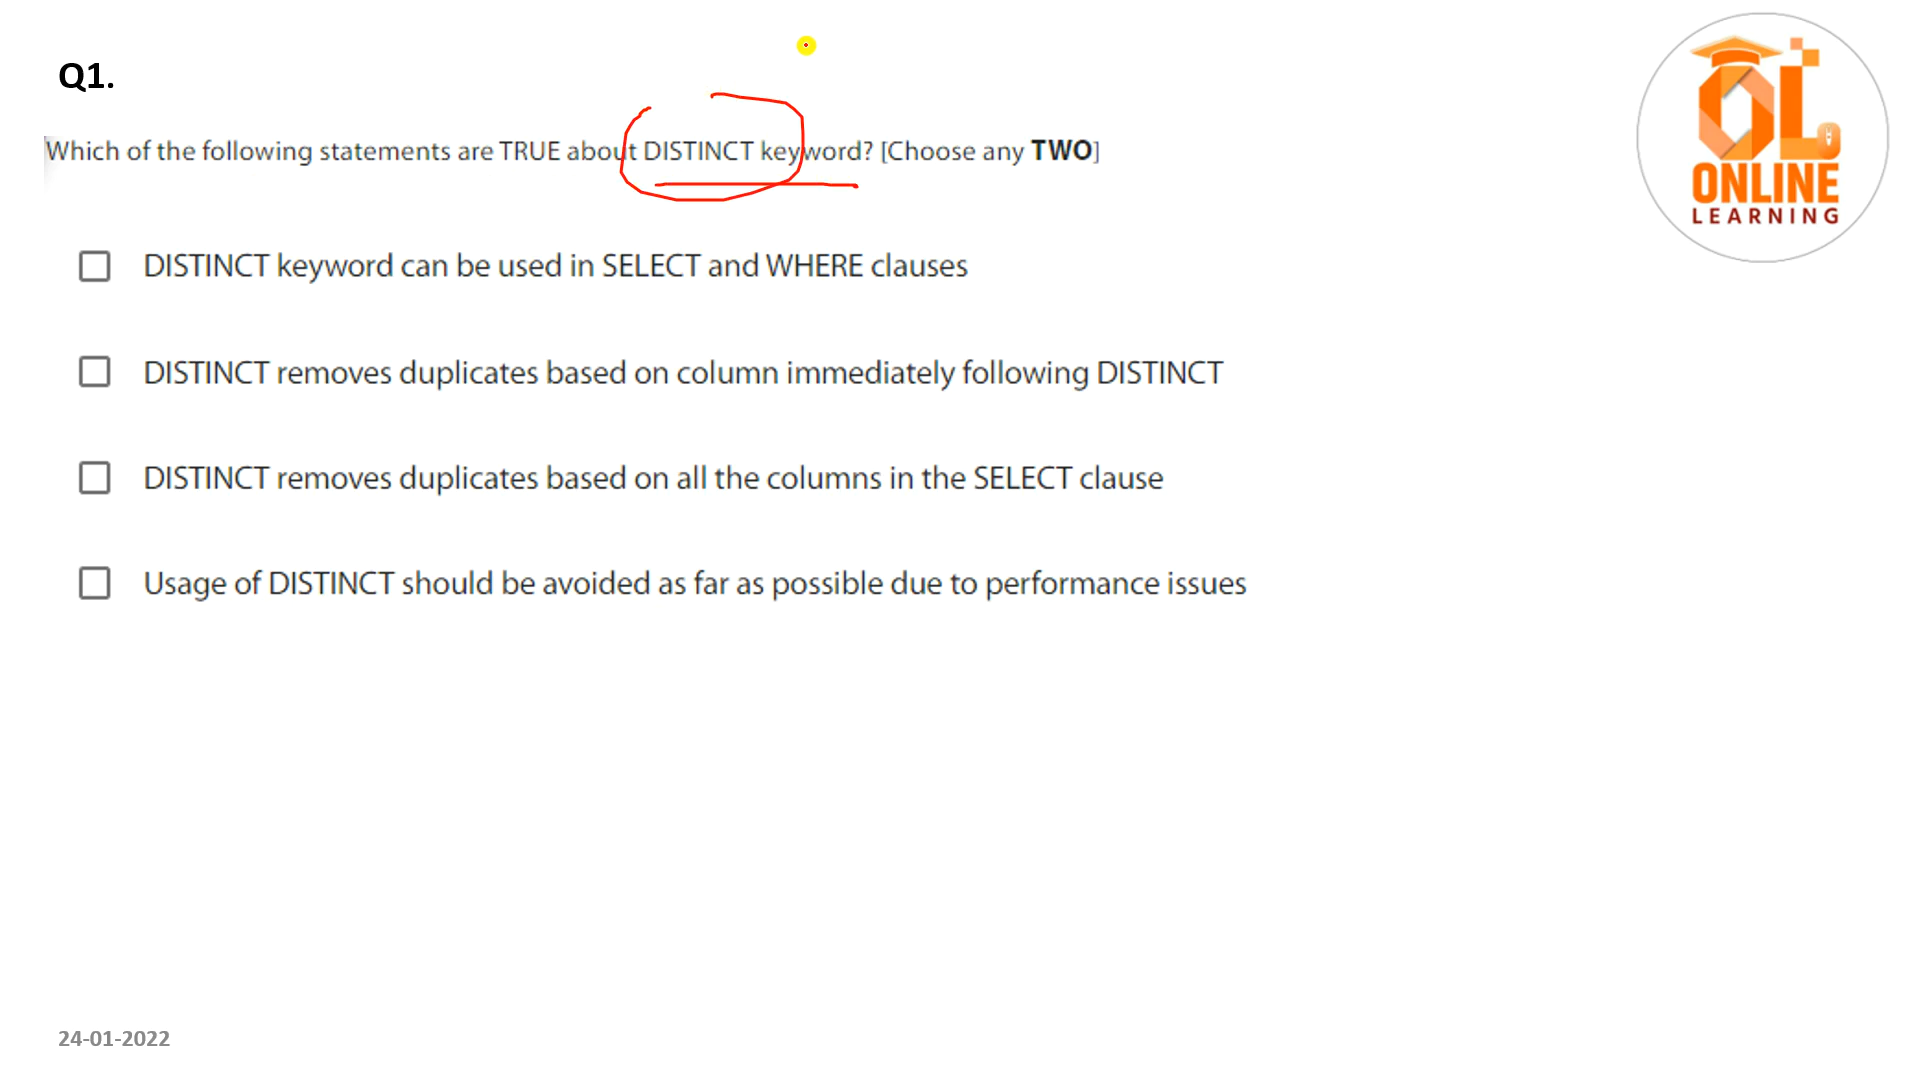 Q1.
Which of the following statements are TRUE about DISTINCT keyword? [Choose any TWO]
DISTINCT keyword can be used in SELECT and WHERE clauses
DISTINCT removes duplicates based on column immediately following DISTINCT
DISTINCT removes duplicates based on all the columns in the SELECT clause
Usage of DISTINCT should be avoided as far as possible due to performance issues
OL
ONLINE
LEARNING
24-01-2022